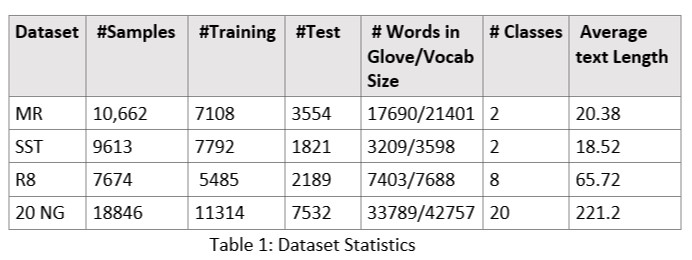 Dataset #Samples #Training #Test # Words in Glove/Vocab Size # Classes Average text Length
MR 10,662 7108 3554 17690/21401 2 20.38
SST 9613 7792 1821 3209/3598 2 18.52
R8 7674 5485 2189 7403/7688 8 65.72
20 NG 18846 11314 7532 33789/42757 20 221.2
Table 1: Dataset Statistics